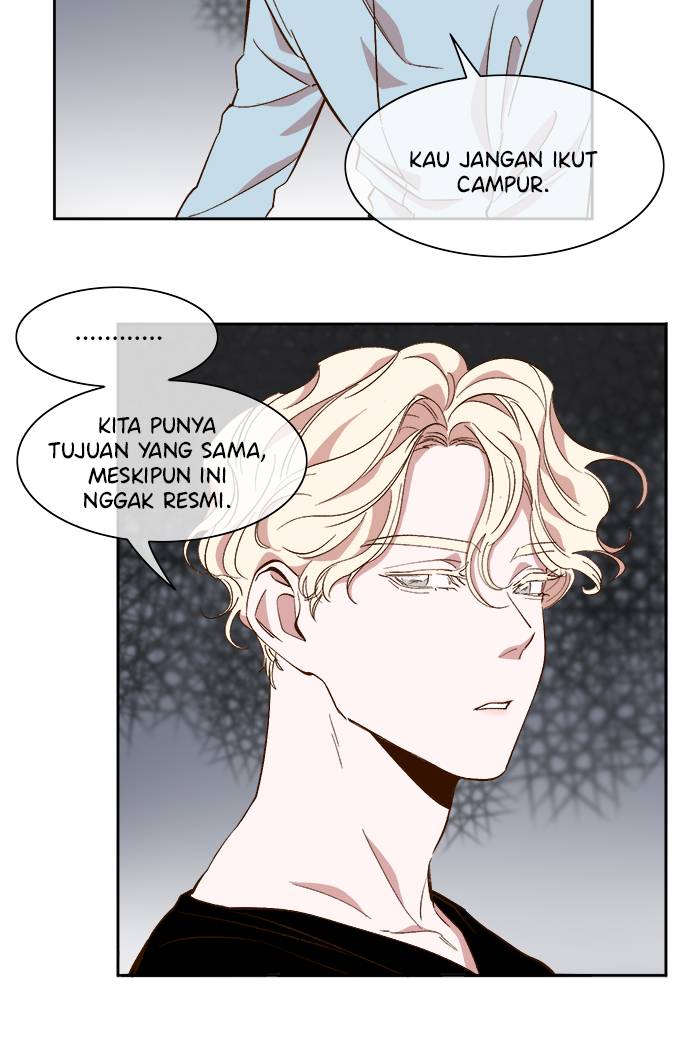 KAU JANGAN IKUT
CAMPUR.
............
KITA PUNYA
TUJUAN YANG SAMA,
MESKIPUN INI
NGGAK RESMI.